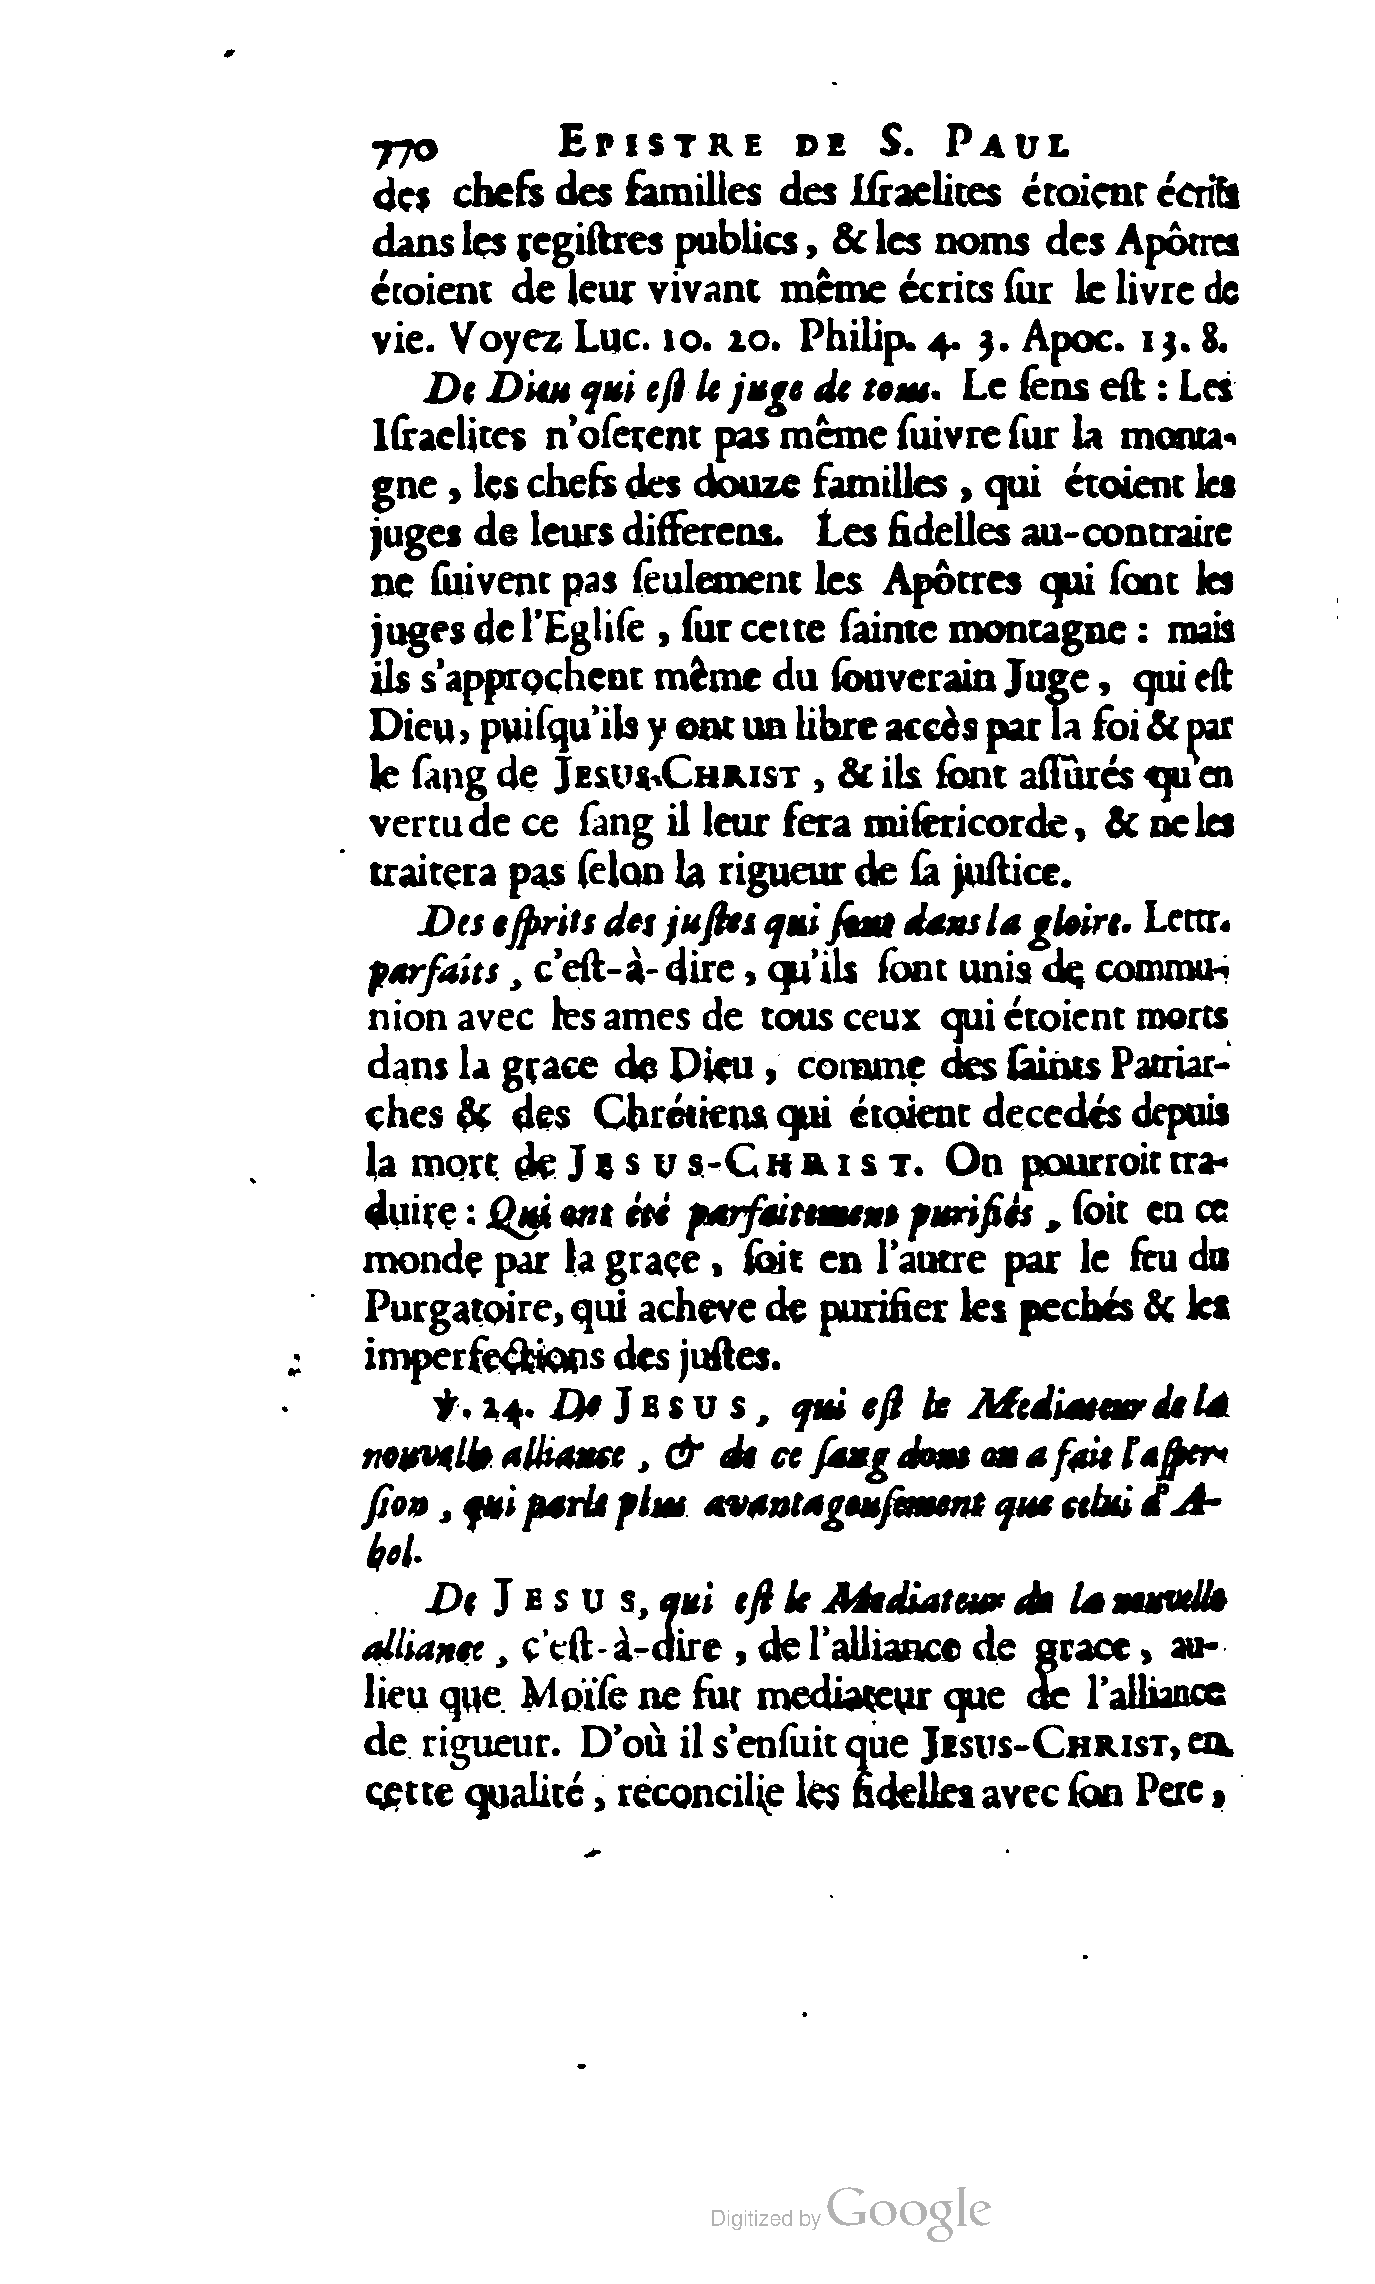 770 EPISTRE DE S. PAUL
des chefs des familles des Iſraelites étoient écrits
dans les regiſtres publics, & les noms des Apôtres
étoient de leur vivant même écrits ſur le livre de
vie. Voyez Luc. 10. 20. Philip. 4. 3. Apoc. 13. 8.
De Dieu qui eſt le juge de tous. Le ſens eſt : Les
Iſraelites n'oſerent pas même ſuivre ſur la monta-
gne, les chefs des douze familles, qui étoient les
juges de leurs differens. Les fidelles au-contraire
ne ſuivent pas ſeulement les Apôtres qui ſont les
juges de l'Egliſe, ſur cette ſainte montagne : mais
ils s'approchent même du ſouverain Juge, qui eſt
Dieu, puiſqu'ils y ont un libre accès par la foi & par
le ſang de JESUS-CHRIST, & ils ſont aſſûrés qu'en
vertu de ce ſang il leur fera miſericorde, & ne les
traitera pas ſelon la rigueur de ſa juſtice.
Des eſprits des juſtes qui ſont dans la gloire. Lettr.
parfaits, c'eſt-à-dire, qu'ils ſont unis de commu-
nion avec les ames de tous ceux qui étoient morts
dans la grace de Dieu, comme des ſaints Patriar-
ches & des Chrétiens qui étoient decedés depuis
la mort de JESUS-CHRIST. On pourroit tra-
duire : Qui ont été parfaitement purifiés, ſoit en ce
monde par la grace, ſoit en l'autre par le feu du
Purgatoire, qui acheve de purifier les pechés & les
imperfections des juſtes.
℣. 24. De JESUS, qui eſt le Mediateur de la
nouvelle alliance, & de ce ſang dont on a fait l'aſper-
ſion, qui parle plus avantageuſement que celui d'A-
bel.
De JESUS, qui eſt le Mediateur de la nouvelle
alliance, c'eſt-à-dire, de l'alliance de grace, au-
lieu que Moïſe ne fut mediateur que de l'alliance
de rigueur. D'où il s'enſuit que JESUS-CHRIST, en
cette qualité, réconcilie les fidelles avec ſon Pere,
Digitized by Google